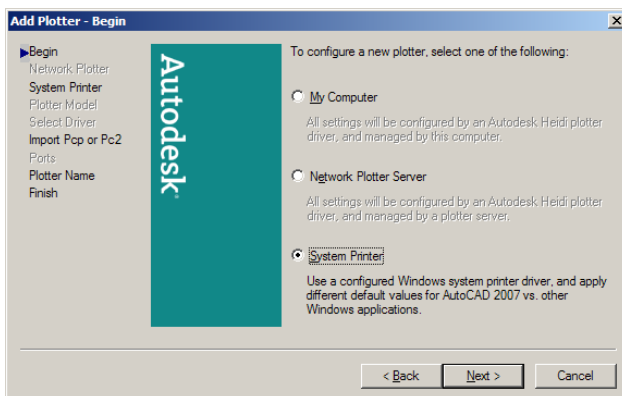 Add Plotter - Begin
Begin
Network Plotter
System Printer
Plotter Model
Select Driver
Import Pcp or Pc2
Ports
Plotter Name
Finish
Autodesk
To configure a new plotter, select one of the following:
My Computer
All settings will be configured by an Autodesk Heidi plotter
driver, and managed by this computer.
Network Plotter Server
All settings will be configured by an Autodesk Heidi plotter
driver, and managed by a plotter server.
System Printer
Use a configured Windows system printer driver, and apply
different default values for AutoCAD 2007 vs. other
Windows applications.
< Back
Next >
Cancel